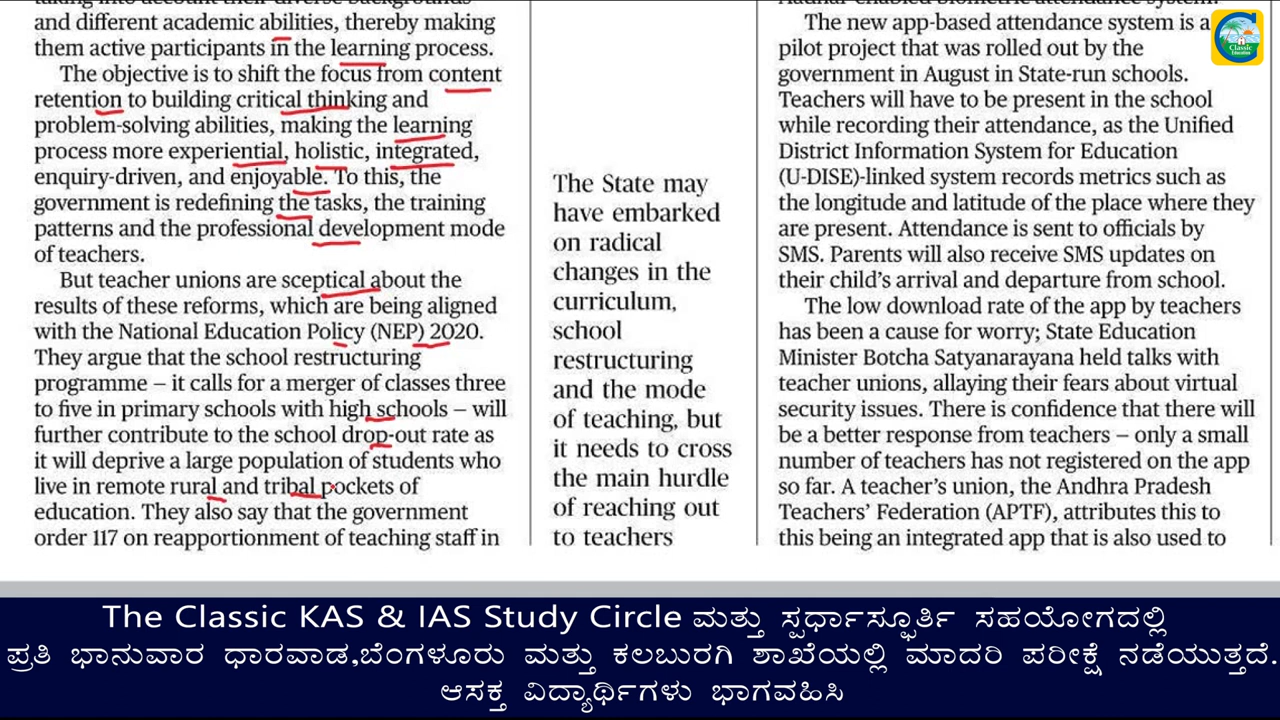 and different academic abilities, thereby making
them active participants in the learning process.
The objective is to shift the focus from content
retention to building critical thinking and
problem-solving abilities, making the learning
process more experiential, holistic, integrated,
enquiry-driven, and enjoyable. To this, the
government is redefining the tasks, the training
patterns and the professional development mode
of teachers.
But teacher unions are sceptical about the
results of these reforms, which are being aligned
with the National Education Policy (NEP) 2020.
They argue that the school restructuring
programme – it calls for a merger of classes three
to five in primary schools with high schools – will
further contribute to the school drop-out rate as
it will deprive a large population of students who
live in remote rural and tribal pockets of
education. They also say that the government
order 117 on reapportionment of teaching staff in
The State may
have embarked
on radical
changes in the
curriculum,
school
restructuring
and the mode
of teaching, but
it needs to cross
the main hurdle
of reaching out
to teachers
The new app-based attendance system is a
pilot project that was rolled out by the
government in August in State-run schools.
Teachers will have to be present in the school
while recording their attendance, as the Unified
District Information System for Education
(U-DISE)-linked system records metrics such as
the longitude and latitude of the place where they
are present. Attendance is sent to officials by
SMS. Parents will also receive SMS updates on
their child's arrival and departure from school.
The low download rate of the app by teachers
has been a cause for worry; State Education
Minister Botcha Satyanarayana held talks with
teacher unions, allaying their fears about virtual
security issues. There is confidence that there will
be a better response from teachers – only a small
number of teachers has not registered on the app
so far. A teacher's union, the Andhra Pradesh
Teachers' Federation (APTF), attributes this to
this being an integrated app that is also used to
Classic
Education
The Classic KAS & IAS Study Circle ಮತ್ತು ಸ್ಪರ್ಧಾಸ್ಫೂರ್ತಿ ಸಹಯೋಗದಲ್ಲಿ
ಪ್ರತಿ ಭಾನುವಾರ ಧಾರವಾಡ,ಬೆಂಗಳೂರು ಮತ್ತು ಕಲಬುರಗಿ ಶಾಖೆಯಲ್ಲಿ ಮಾದರಿ ಪರೀಕ್ಷೆ ನಡೆಯುತ್ತದೆ.
ಆಸಕ್ತ ವಿದ್ಯಾರ್ಥಿಗಳು ಭಾಗವಹಿಸಿ